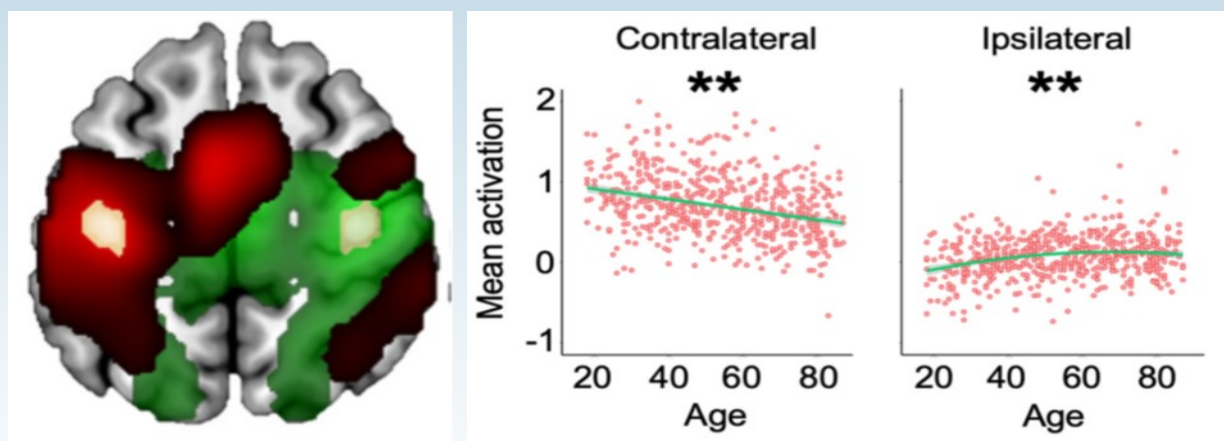 Contralateral
**
Ipsilateral
**
Mean activation
2
1
0
-1
20 40 60 80
Age
20 40 60 80
Age